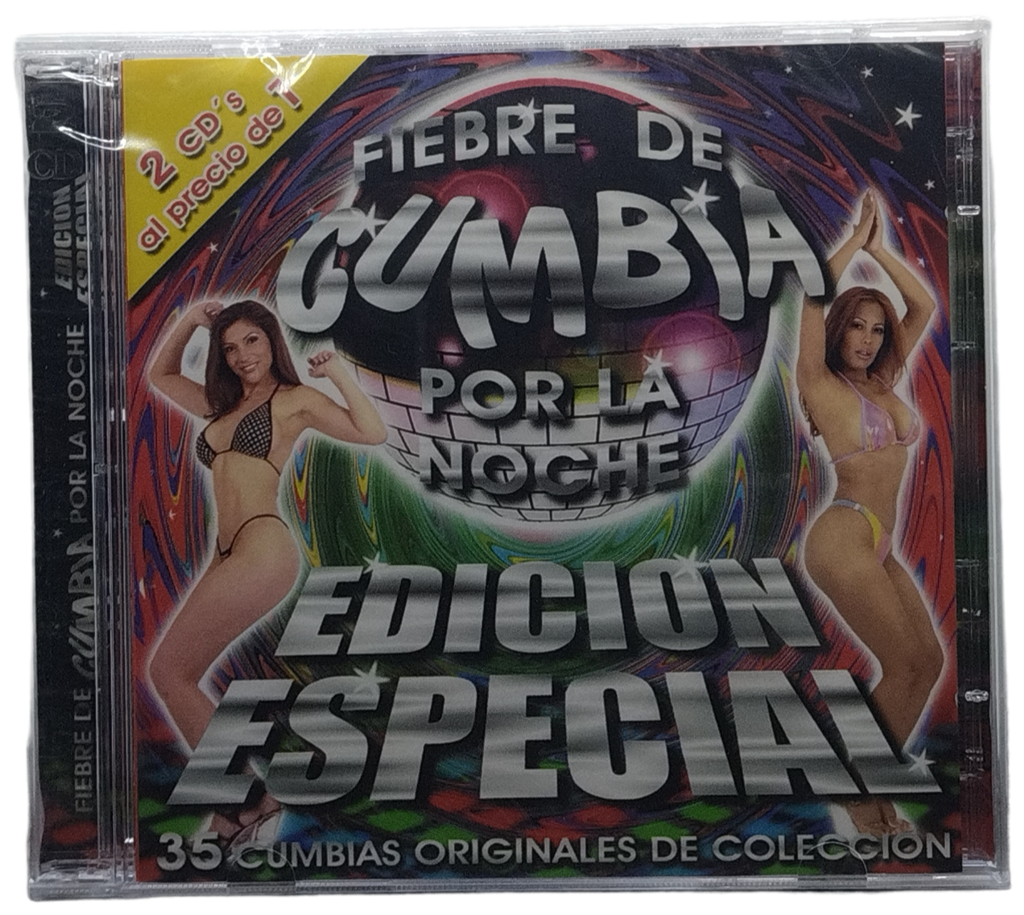 2 CD´s
al precio de 1
FIEBRE DE
CUMBIA
POR LA
NOCHE
EDICION
ESPECIAL
35 CUMBIAS ORIGINALES DE COLECCION
FIEBRE DE CUMBIA POR LA NOCHE EDICION
ESPECIAL
CD